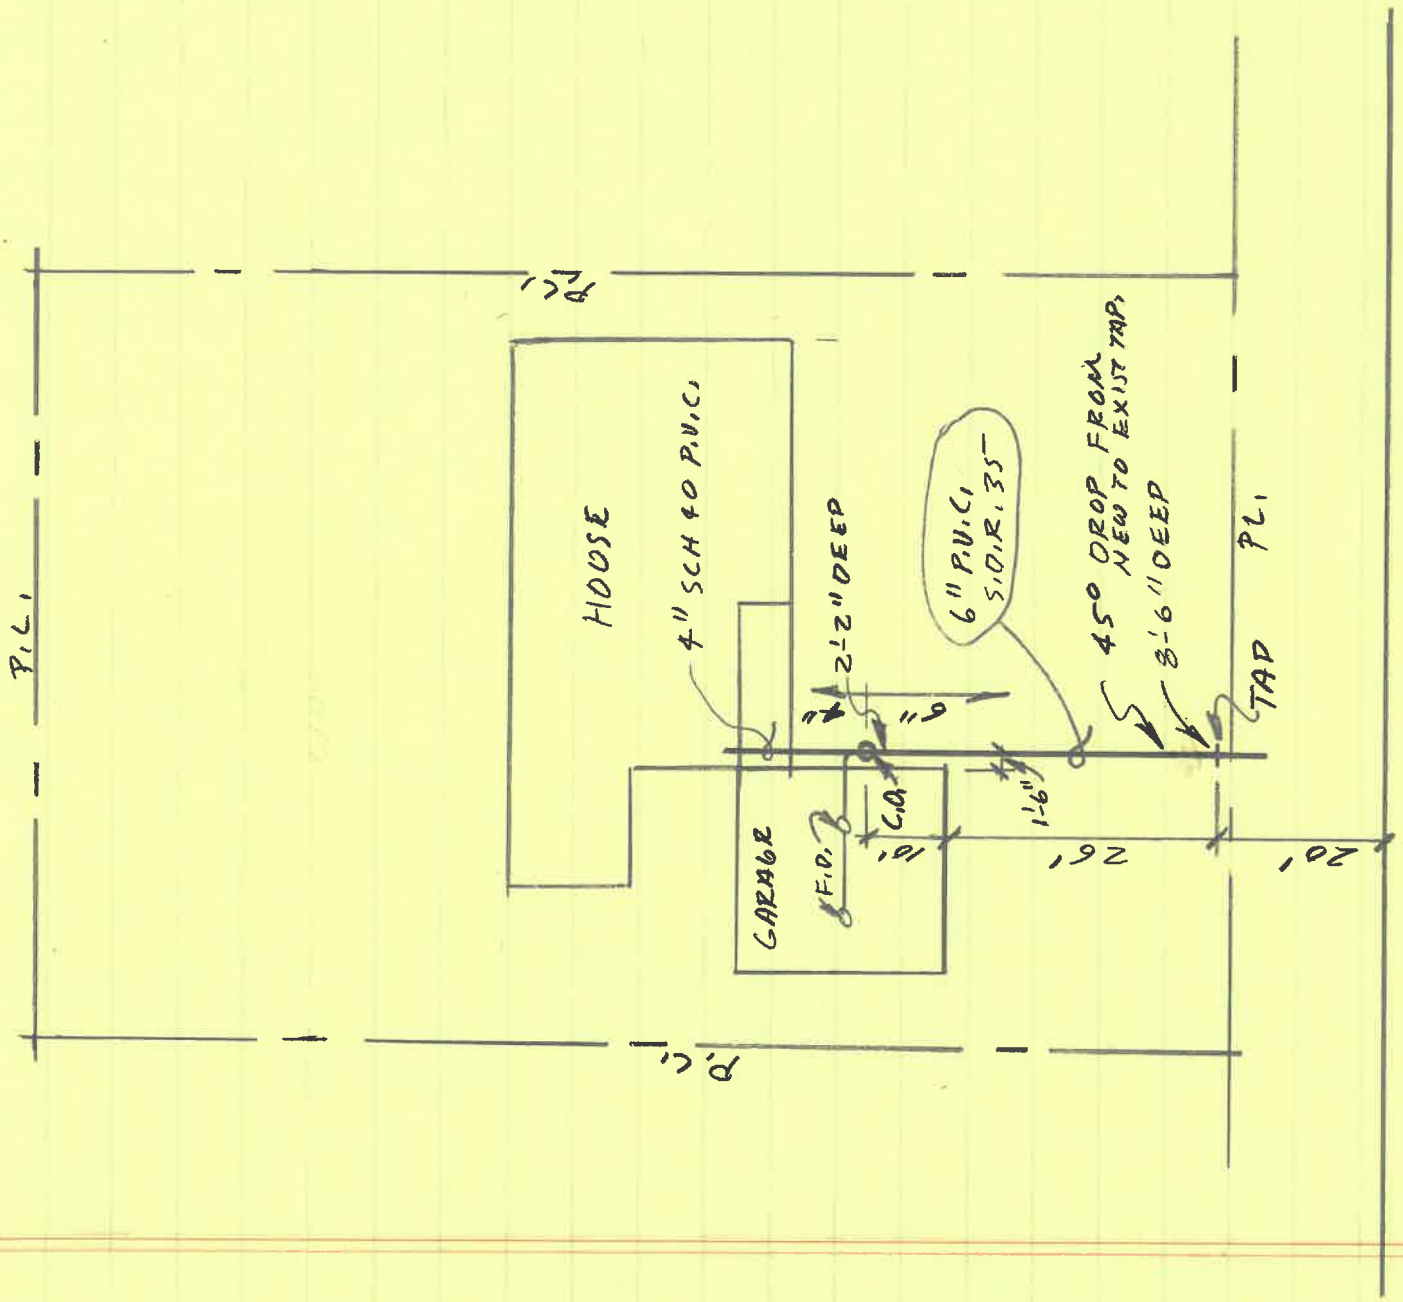 P.L.
P.L.
HOUSE
4" SCH 40 P.V.C.
2'-2" DEEP
6" P.V.C.
S.D.R. 35
45° DROP FROM
NEW TO EXIST TAP.
8'-6" DEEP
4"
6"
GARAGE
F.D.
C.O.
10'
1'-6"
26'
20'
TAP
P.L.
P.L.